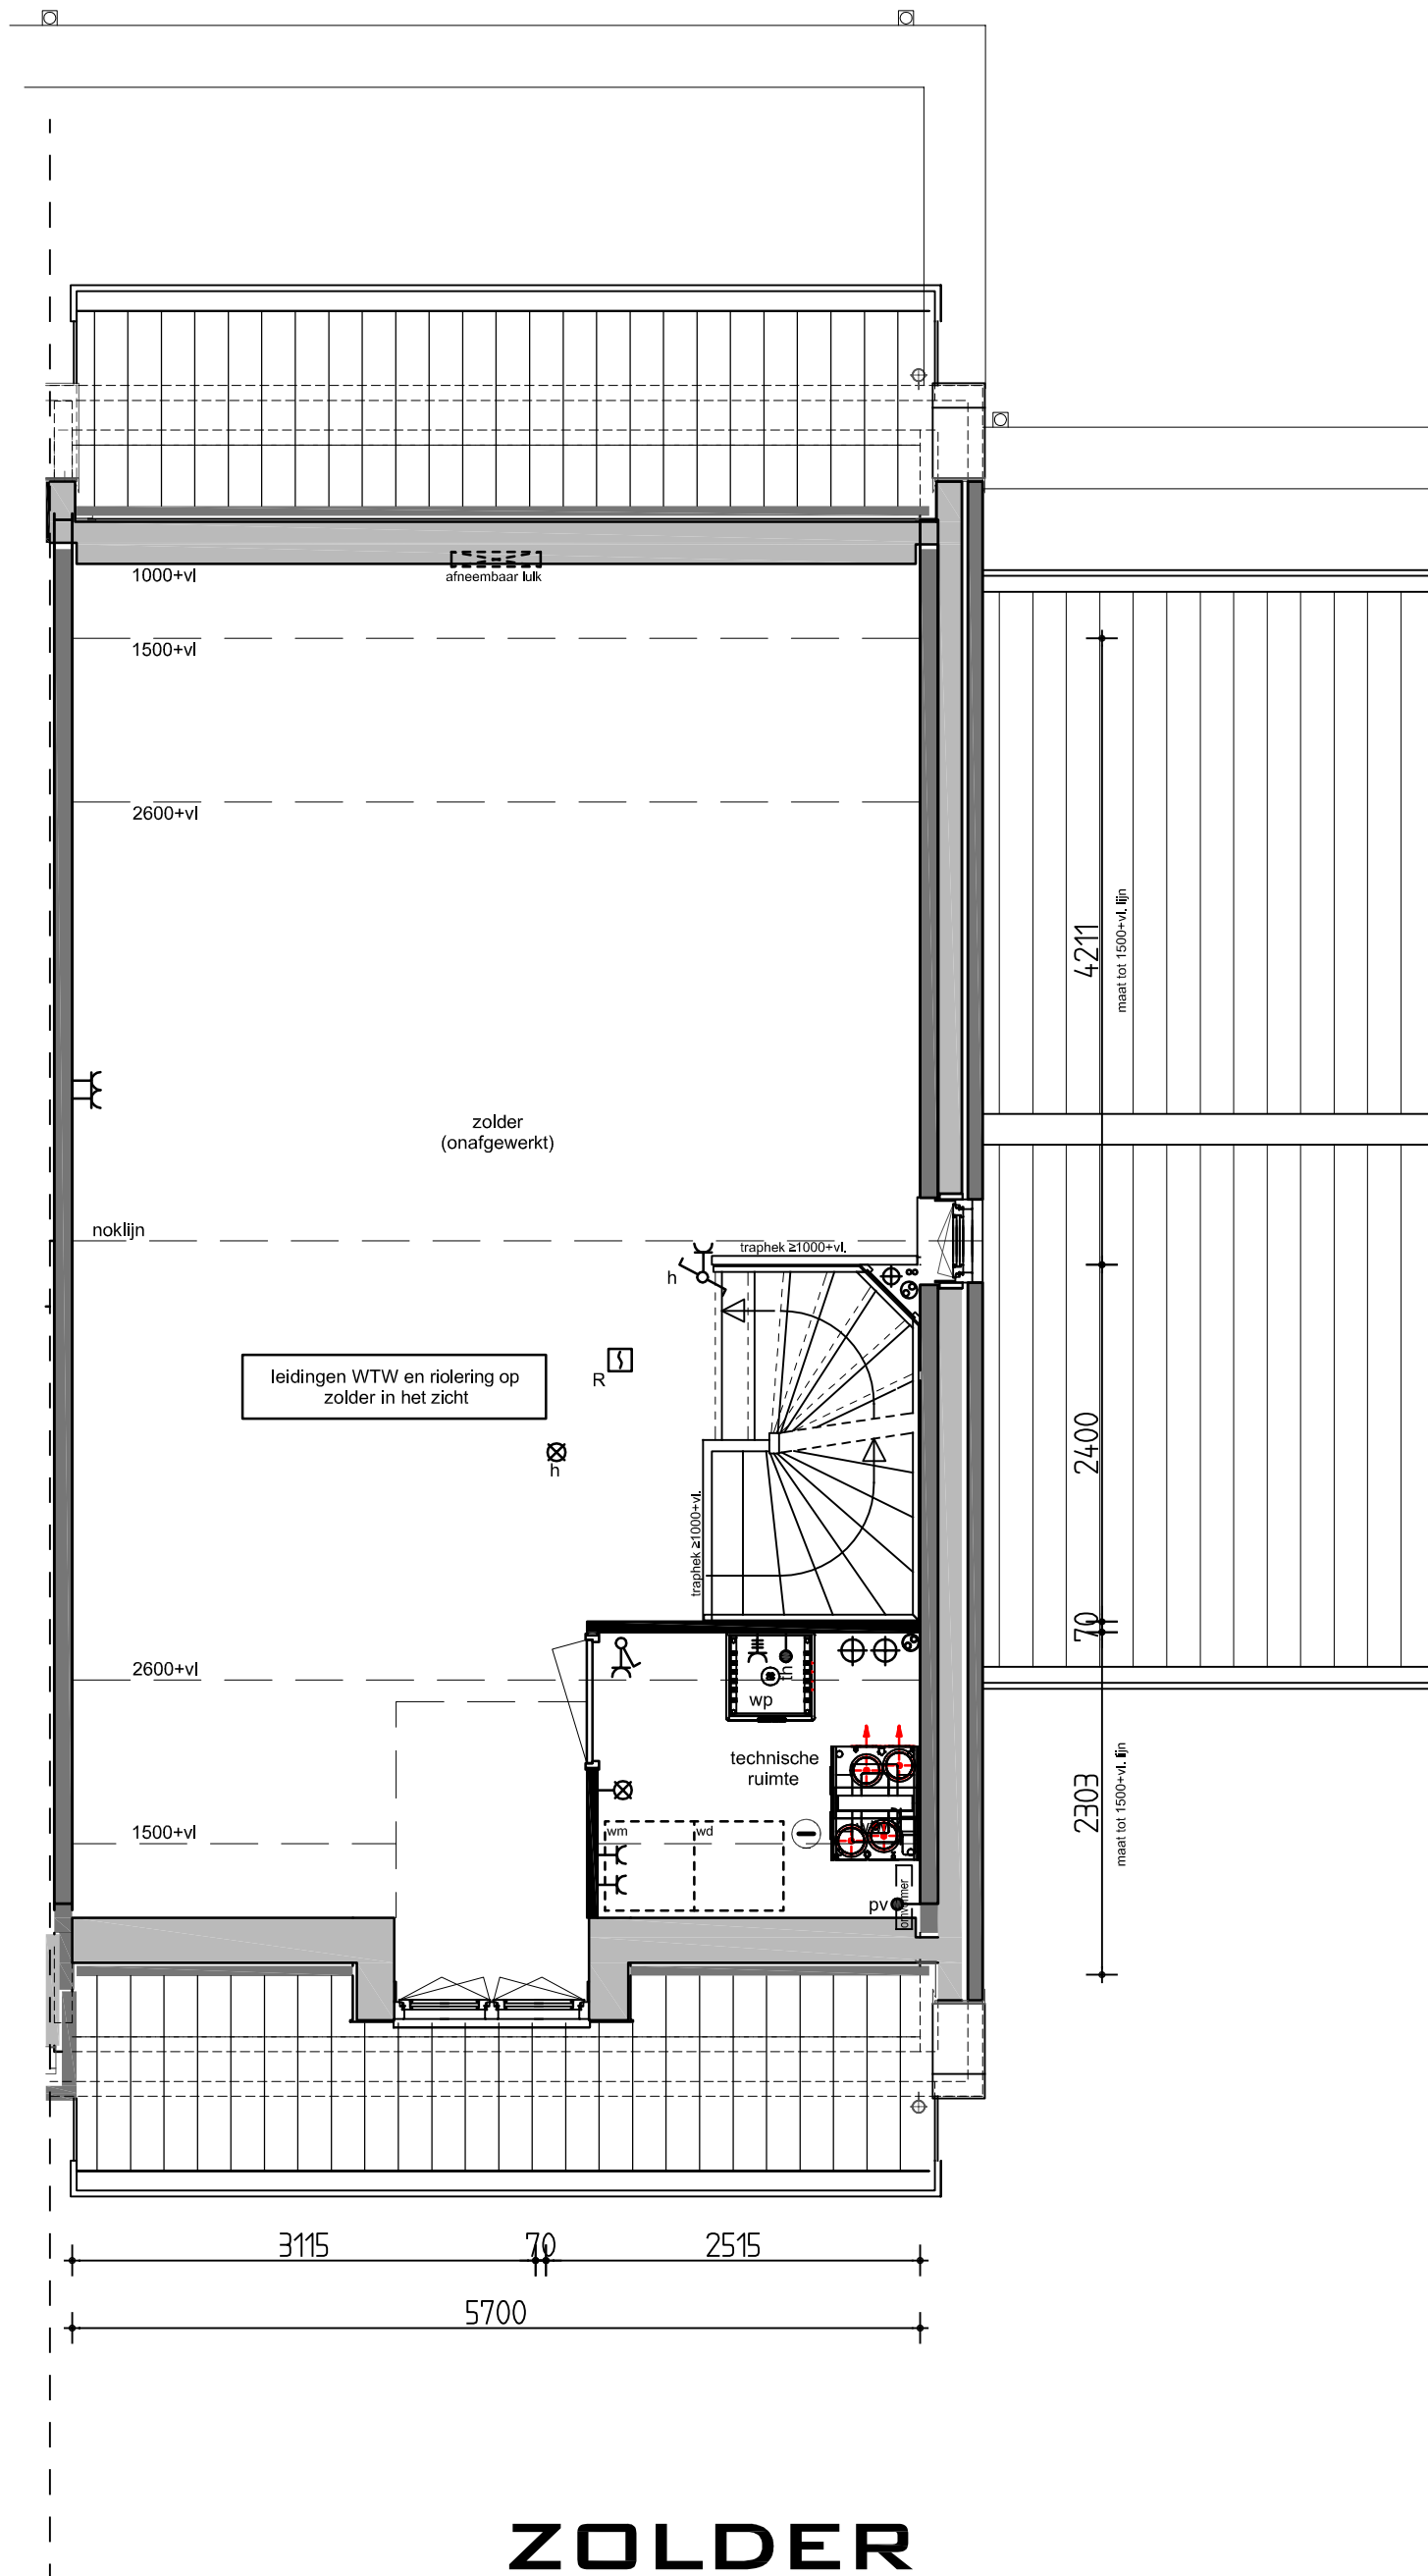 1000+vl
afneembaar luik
1500+vl
2600+vl
4211
maat tot 1500+vl. lijn
zolder
(onafgewerkt)
noklijn
traphek ≥1000+vl.
h
R
leidingen WTW en riolering op
zolder in het zicht
h
2400
traphek ≥1000+vl.
70
2600+vl
th
wp
technische
ruimte
2303
maat tot 1500+vl. lijn
1500+vl
wm
wd
pv
omvormer
3115
70
2515
5700
ZOLDER